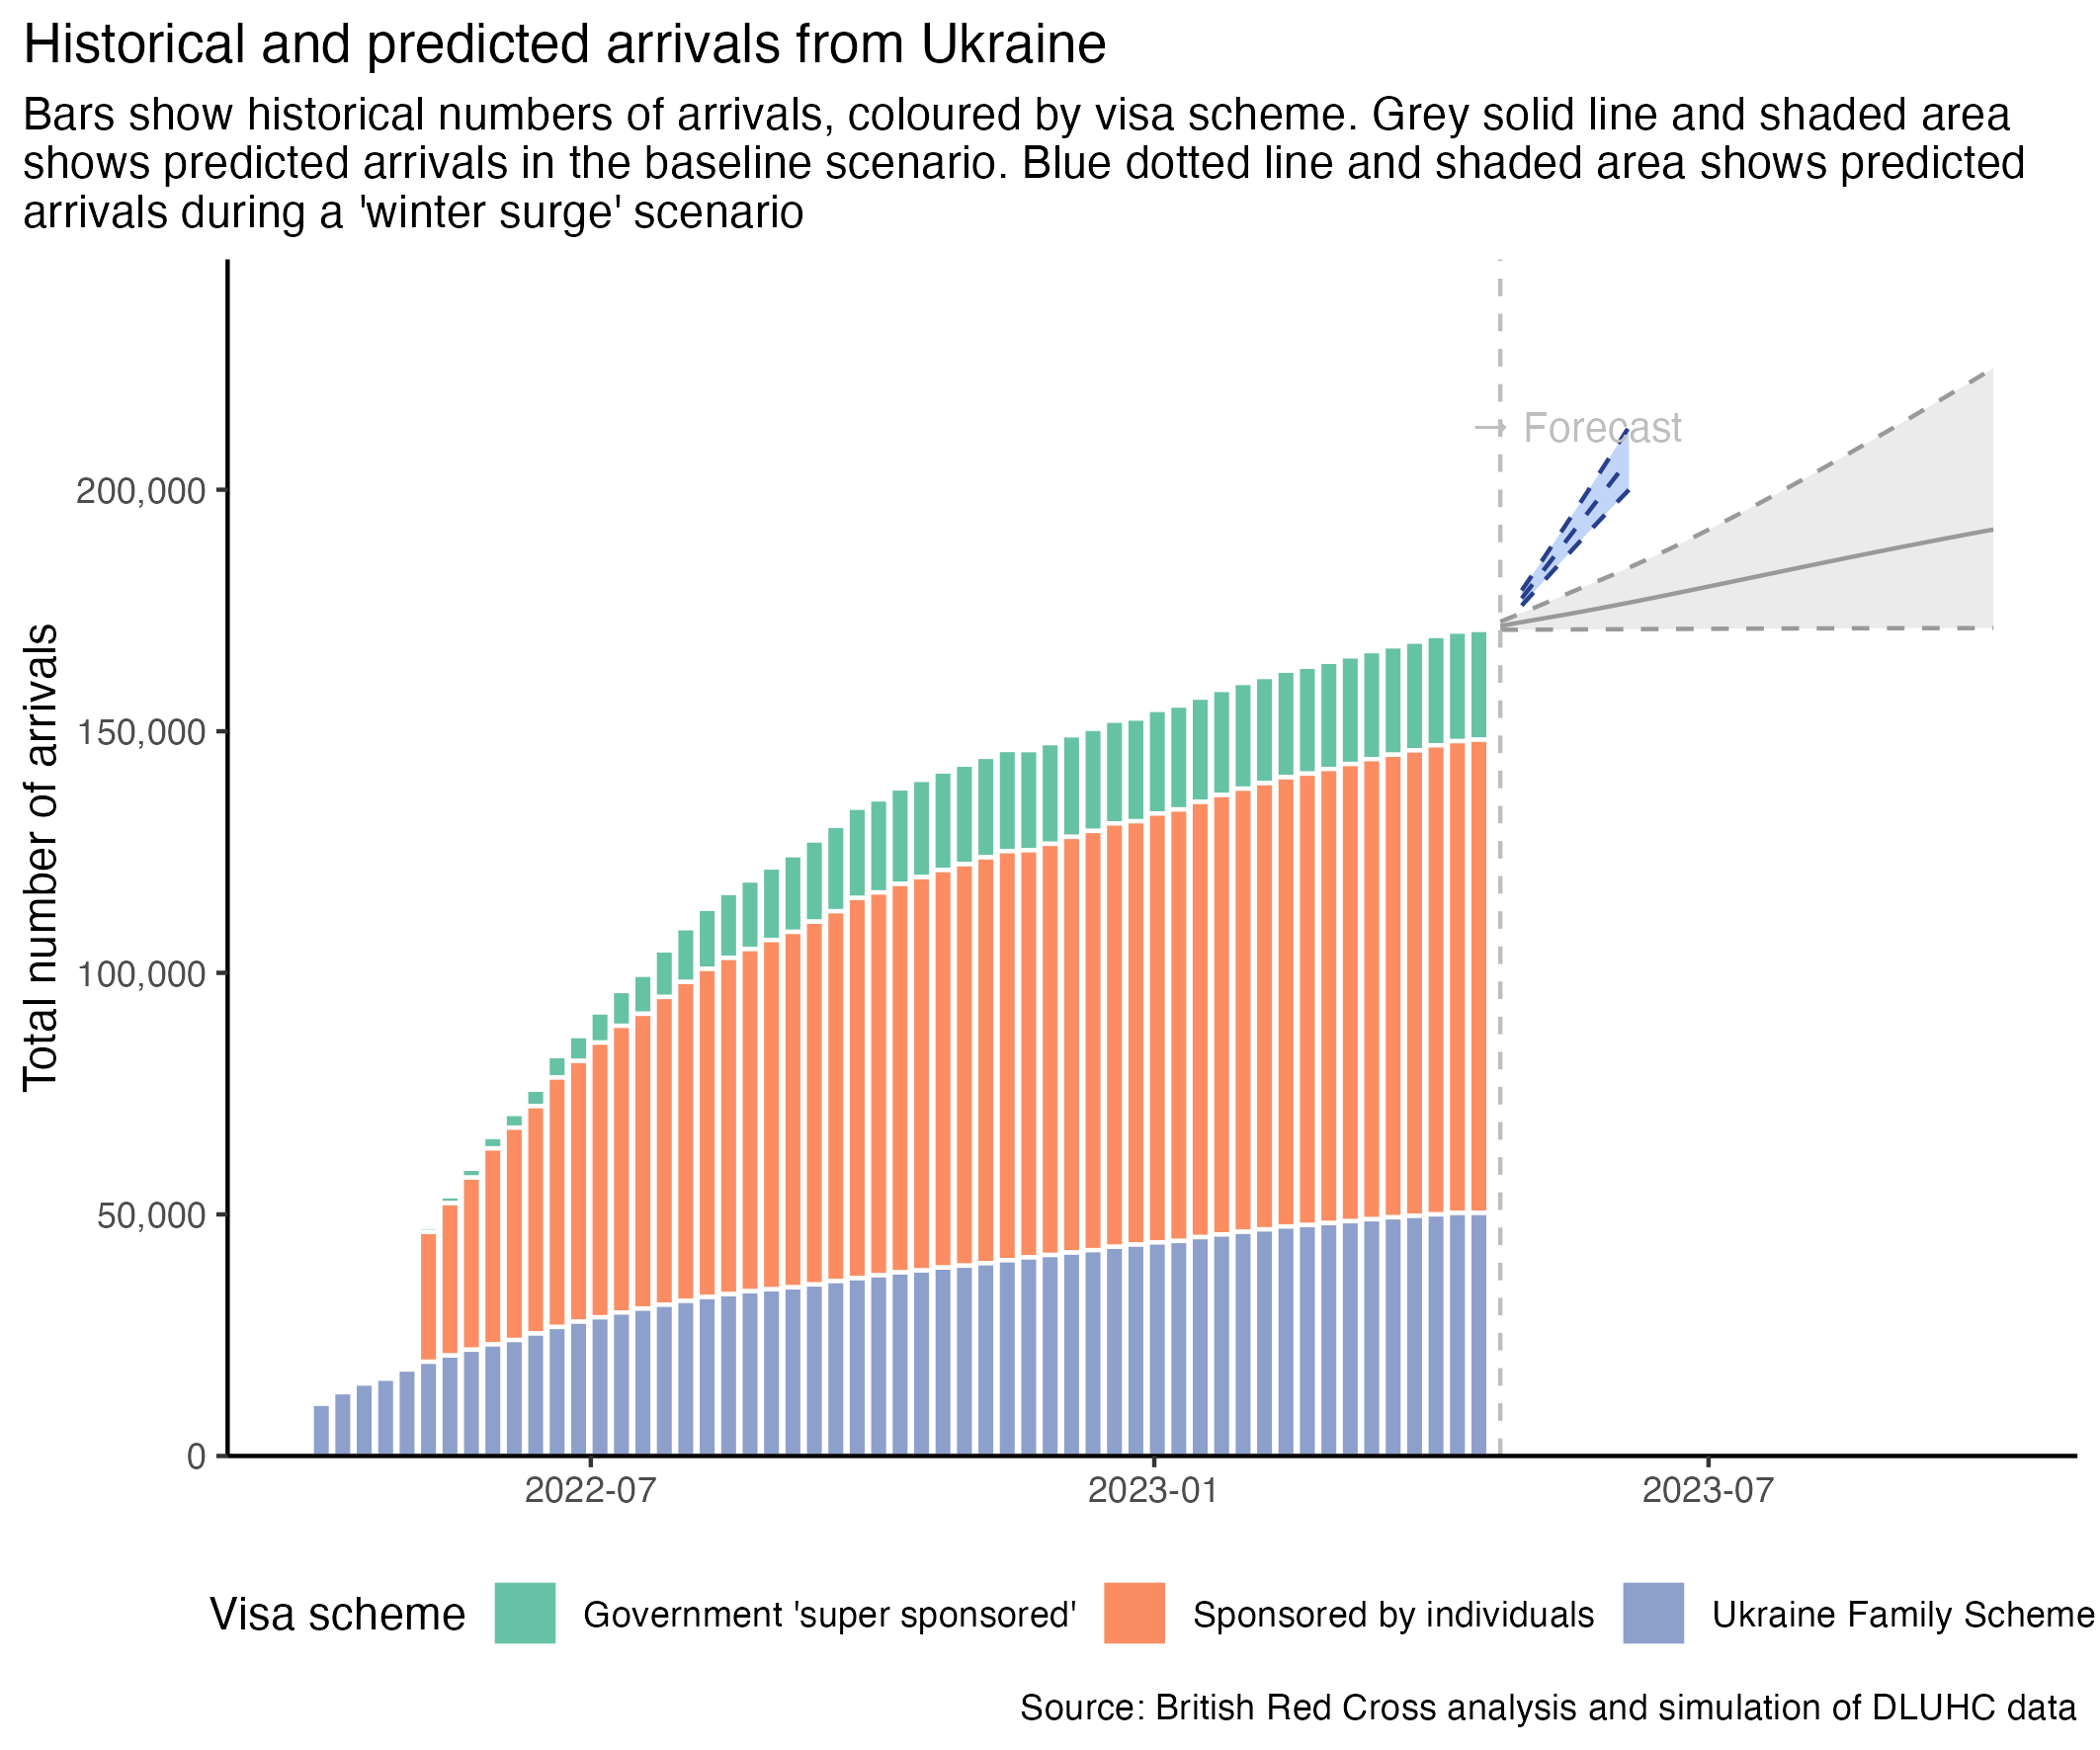 Historical and predicted arrivals from Ukraine
Bars show historical numbers of arrivals, coloured by visa scheme. Grey solid line and shaded area
shows predicted arrivals in the baseline scenario. Blue dotted line and shaded area shows predicted
arrivals during a 'winter surge' scenario
Total number of arrivals
→ Forecast
200,000
150,000
100,000
50,000
0
2022-07
2023-01
2023-07
Visa scheme
Government 'super sponsored'
Sponsored by individuals
Ukraine Family Scheme
Source: British Red Cross analysis and simulation of DLUHC data